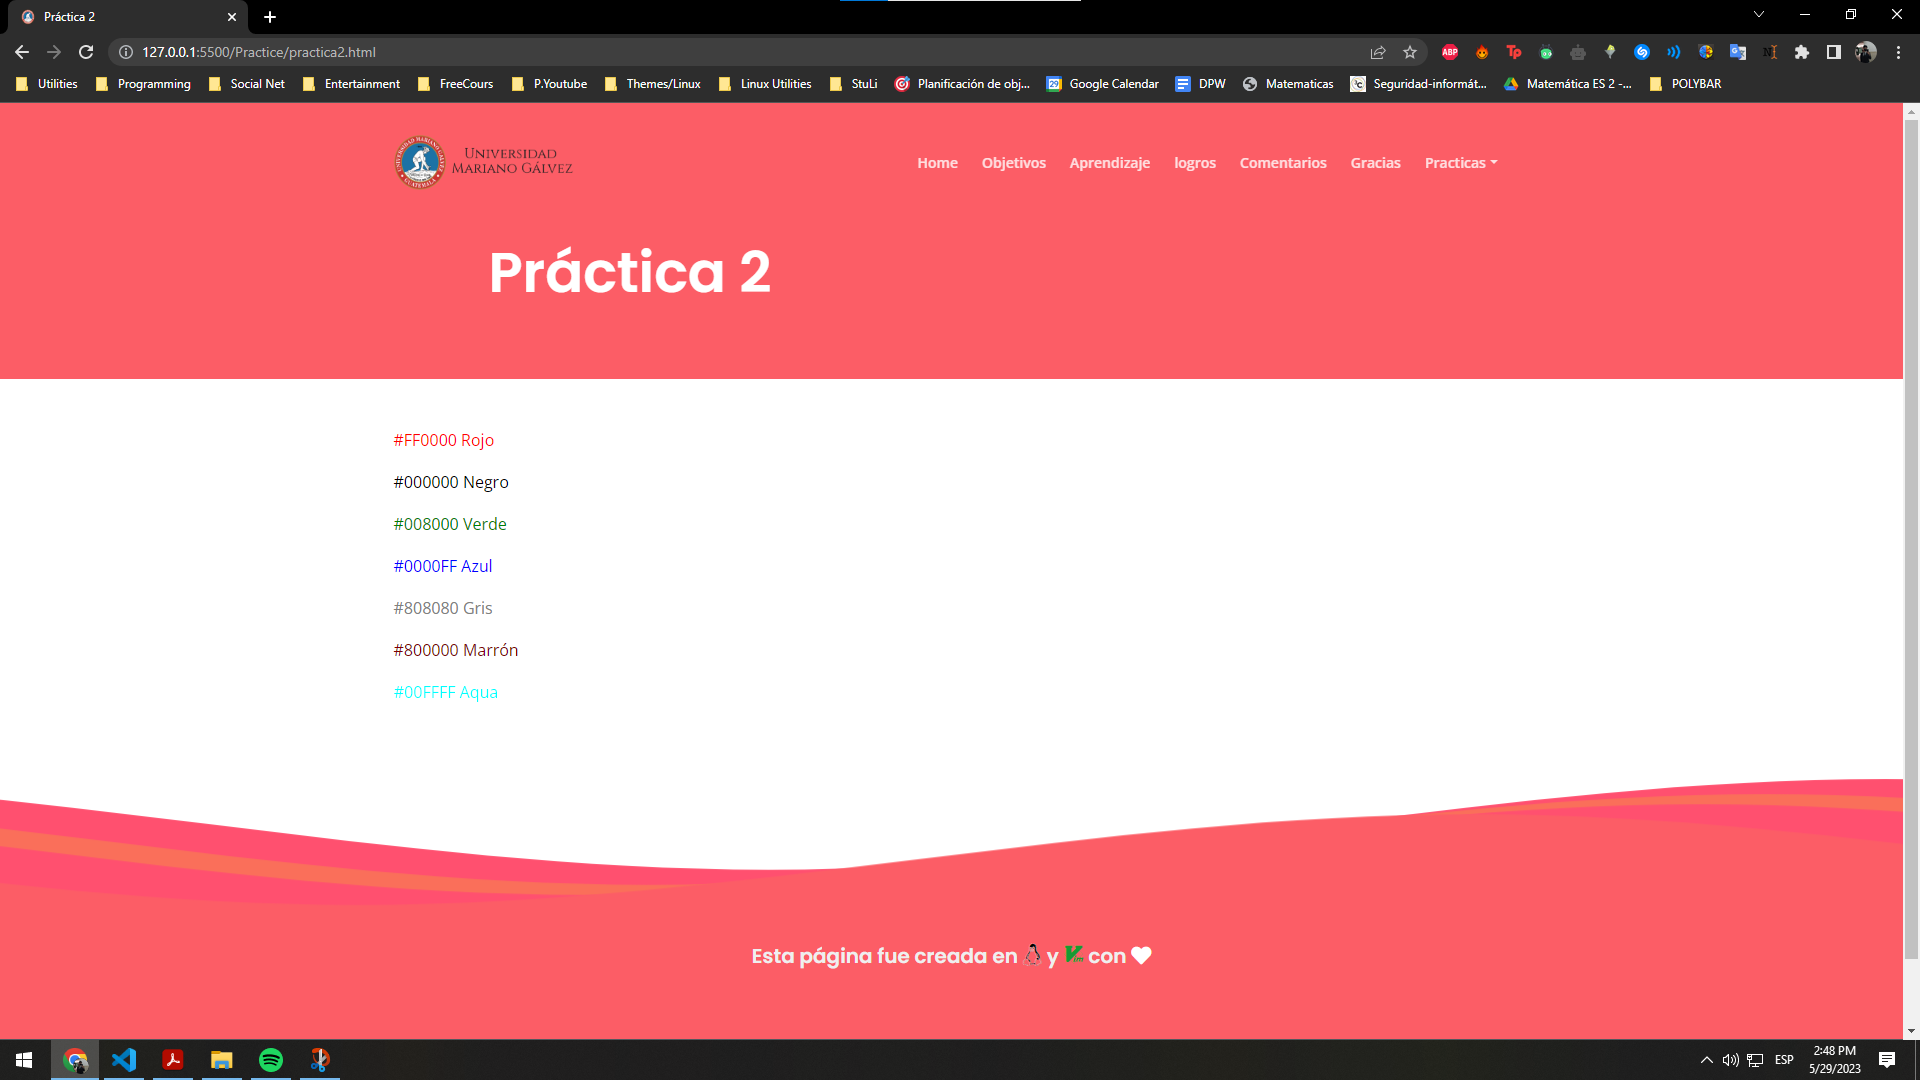 Práctica 2
127.0.0.1:5500/Practice/practica2.html
ABP
Tp
Utilities
Programming
Social Net
Entertainment
FreeCours
P.Youtube
Themes/Linux
Linux Utilities
StuLi
Planificación de obj...
Google Calendar
DPW
Matematicas
Seguridad-informát...
Matemática ES 2 -...
POLYBAR
UNIVERSIDAD
MARIANO GÁLVEZ
Home
Objetivos
Aprendizaje
logros
Comentarios
Gracias
Practicas
Práctica 2
#FF0000 Rojo
#000000 Negro
#008000 Verde
#0000FF Azul
#808080 Gris
#800000 Marrón
#00FFFF Aqua
Esta página fue creada en y con
ESP
2:48 PM
5/29/2023